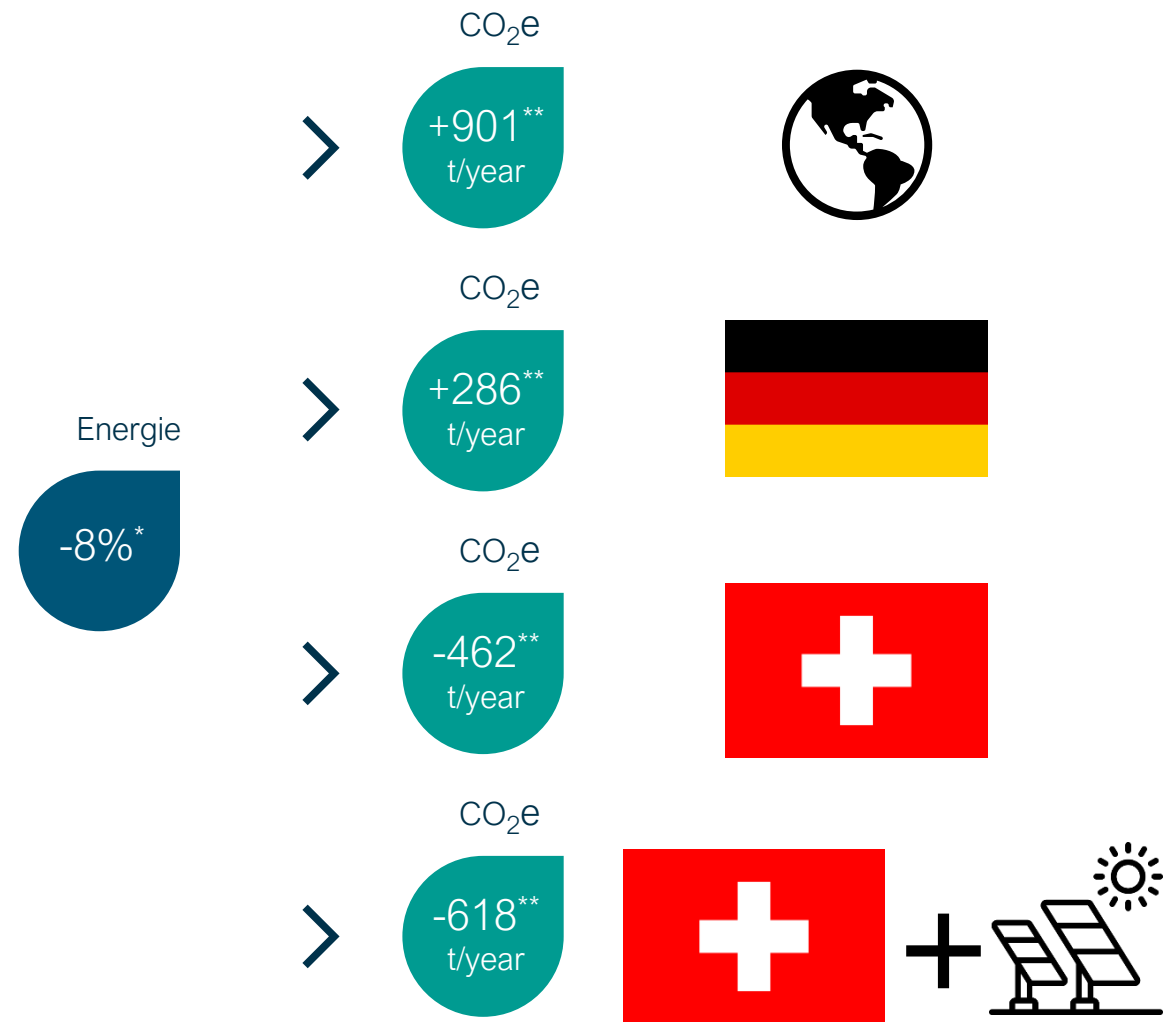 CO₂e
+901**
t/year
CO₂e
+286**
t/year
Energie
-8%*
CO₂e
-462**
t/year
CO₂e
-618**
t/year